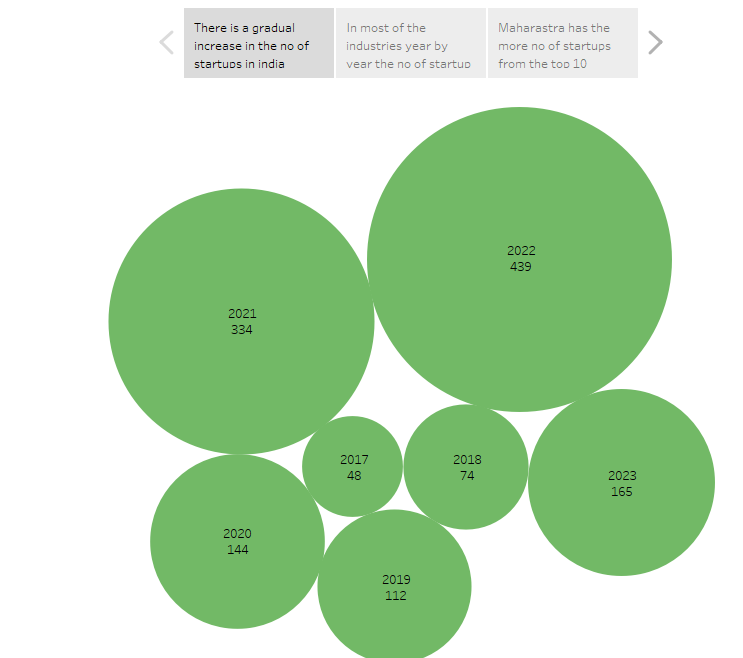 There is a gradual
increase in the no of
startups in india
In most of the
industries year by
year the no of startup
Maharastra has the
more no of startups
from the top 10
2022
439
2021
334
2017
48
2018
74
2023
165
2020
144
2019
112